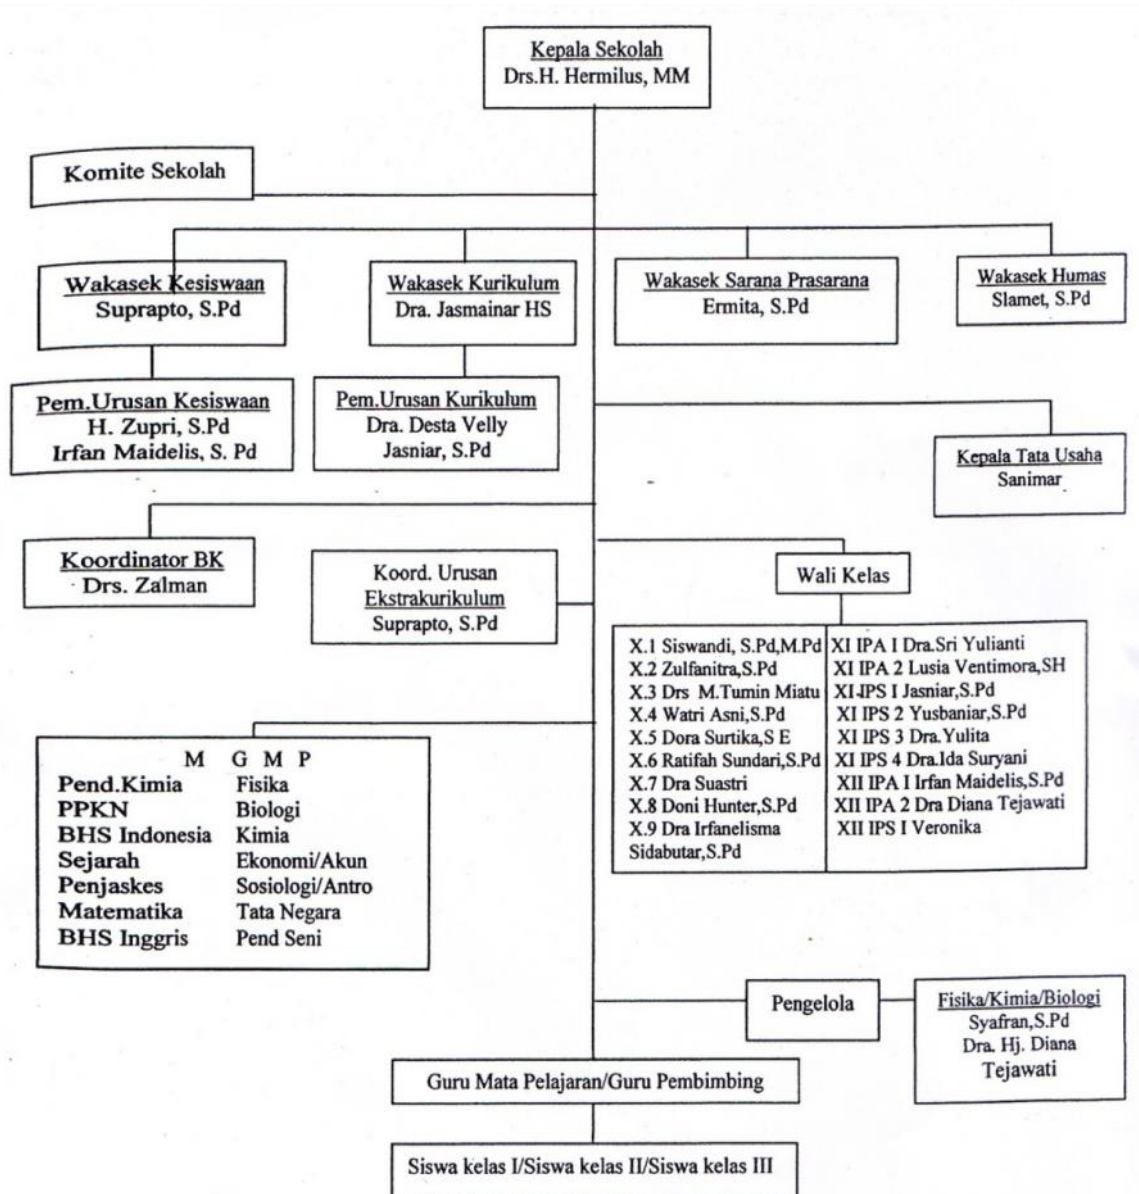 Kepala Sekolah
Drs.H. Hermilus, MM
Komite Sekolah
Wakasek Kesiswaan
Suprapto, S.Pd
Wakasek Kurikulum
Dra. Jasmainar HS
Wakasek Sarana Prasarana
Ermita, S.Pd
Wakasek Humas
Slamet, S.Pd
Pem.Urusan Kesiswaan
H. Zupri, S.Pd
Irfan Maidelis, S. Pd
Pem.Urusan Kurikulum
Dra. Desta Velly
Jasniar, S.Pd
Kepala Tata Usaha
Sanimar
Koordinator BK
Drs. Zalman
Koord. Urusan
Ekstrakurikulum
Suprapto, S.Pd
Wali Kelas
X.1 Siswandi, S.Pd,M.Pd
X.2 Zulfanitra,S.Pd
X.3 Drs M.Tumin Miatu
X.4 Watri Asni,S.Pd
X.5 Dora Surtika,S E
X.6 Ratifah Sundari,S.Pd
X.7 Dra Suastri
X.8 Doni Hunter,S.Pd
X.9 Dra Irfanelisma
Sidabutar,S.Pd
XI IPA I Dra.Sri Yulianti
XI IPA 2 Lusia Ventimora,SH
XI.IPS I Jasniar,S.Pd
XI IPS 2 Yusbaniar,S.Pd
XI IPS 3 Dra.Yulita
XI IPS 4 Dra.Ida Suryani
XII IPA I Irfan Maidelis,S.Pd
XII IPA 2 Dra Diana Tejawati
XII IPS I Veronika
M G M P
Pend.Kimia Fisika
PPKN Biologi
BHS Indonesia Kimia
Sejarah Ekonomi/Akun
Penjaskes Sosiologi/Antro
Matematika Tata Negara
BHS Inggris Pend Seni
Pengelola
Fisika/Kimia/Biologi
Syafran,S.Pd
Dra. Hj. Diana
Tejawati
Guru Mata Pelajaran/Guru Pembimbing
Siswa kelas I/Siswa kelas II/Siswa kelas III